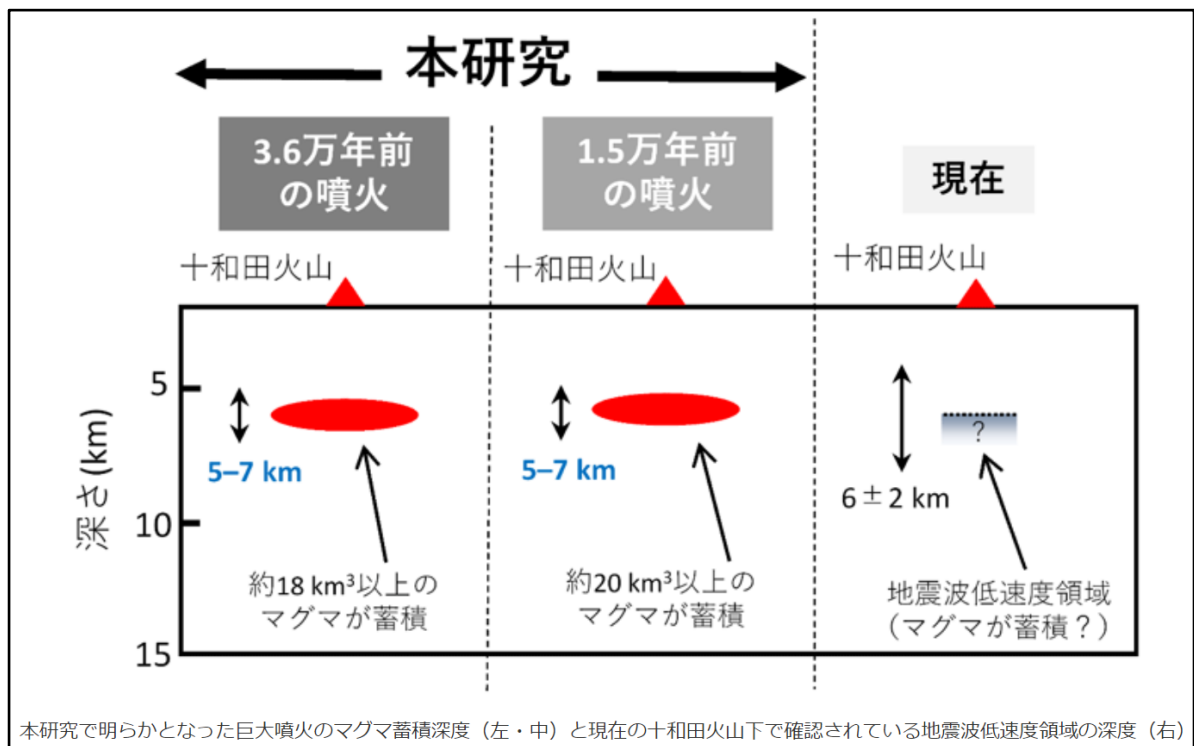 本研究
3.6万年前
の噴火
1.5万年前
の噴火
現在
十和田火山
十和田火山
十和田火山
深さ(km)
5
10
15
5–7 km
約18 km³以上の
マグマが蓄積
5–7 km
約20 km³以上の
マグマが蓄積
?
6±2 km
地震波低速度領域
（マグマが蓄積？）
本研究で明らかとなった巨大噴火のマグマ蓄積深度（左・中）と現在の十和田火山下で確認されている地震波低速度領域の深度（右）